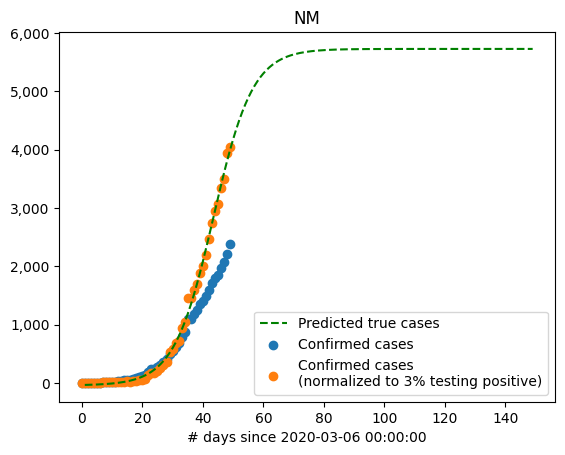 NM
6,000
5,000
4,000
3,000
2,000
1,000
0
Predicted true cases
Confirmed cases
Confirmed cases
(normalized to 3% testing positive)
0 20 40 60 80 100 120 140
# days since 2020-03-06 00:00:00